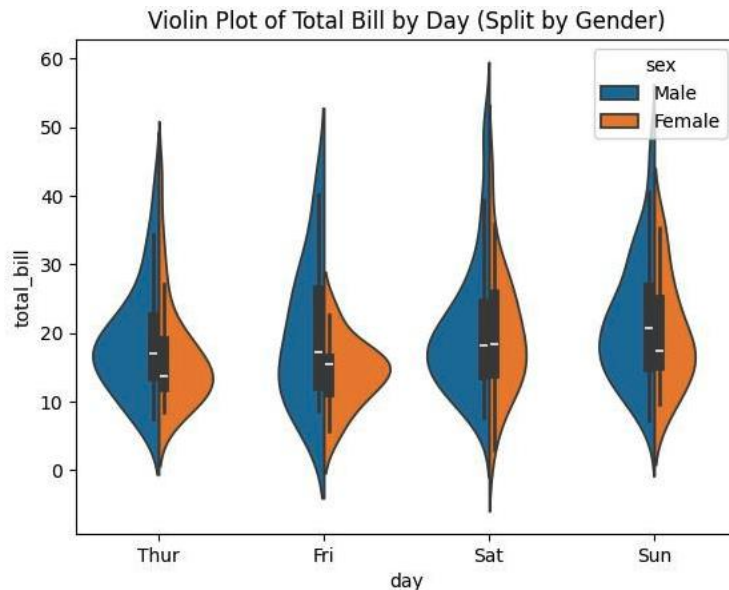 Violin Plot of Total Bill by Day (Split by Gender)
sex
Male
Female
60
50
40
30
20
10
0
total_bill
Thur Fri Sat Sun
day